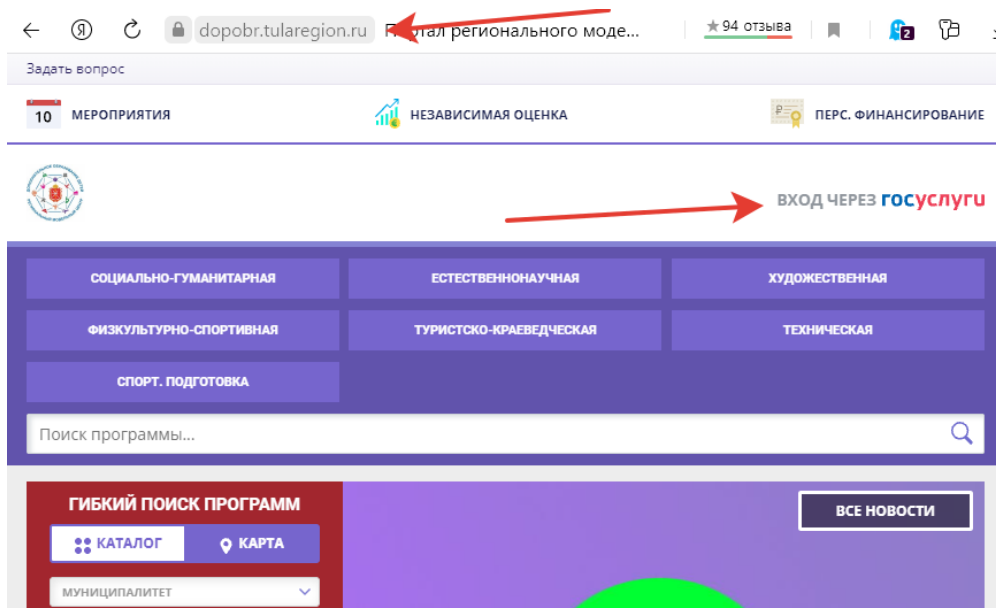 dopobr.tularegion.ru Портал регионального моде... ★ 94 отзыва 2
Задать вопрос
10 МЕРОПРИЯТИЯ НЕЗАВИСИМАЯ ОЦЕНКА ПЕРС. ФИНАНСИРОВАНИЕ
ВХОД ЧЕРЕЗ госуслуги
СОЦИАЛЬНО-ГУМАНИТАРНАЯ ЕСТЕСТВЕННОНАУЧНАЯ ХУДОЖЕСТВЕННАЯ
ФИЗКУЛЬТУРНО-СПОРТИВНАЯ ТУРИСТСКО-КРАЕВЕДЧЕСКАЯ ТЕХНИЧЕСКАЯ
СПОРТ. ПОДГОТОВКА
Поиск программы...
ГИБКИЙ ПОИСК ПРОГРАММ ВСЕ НОВОСТИ
КАТАЛОГ КАРТА
МУНИЦИПАЛИТЕТ